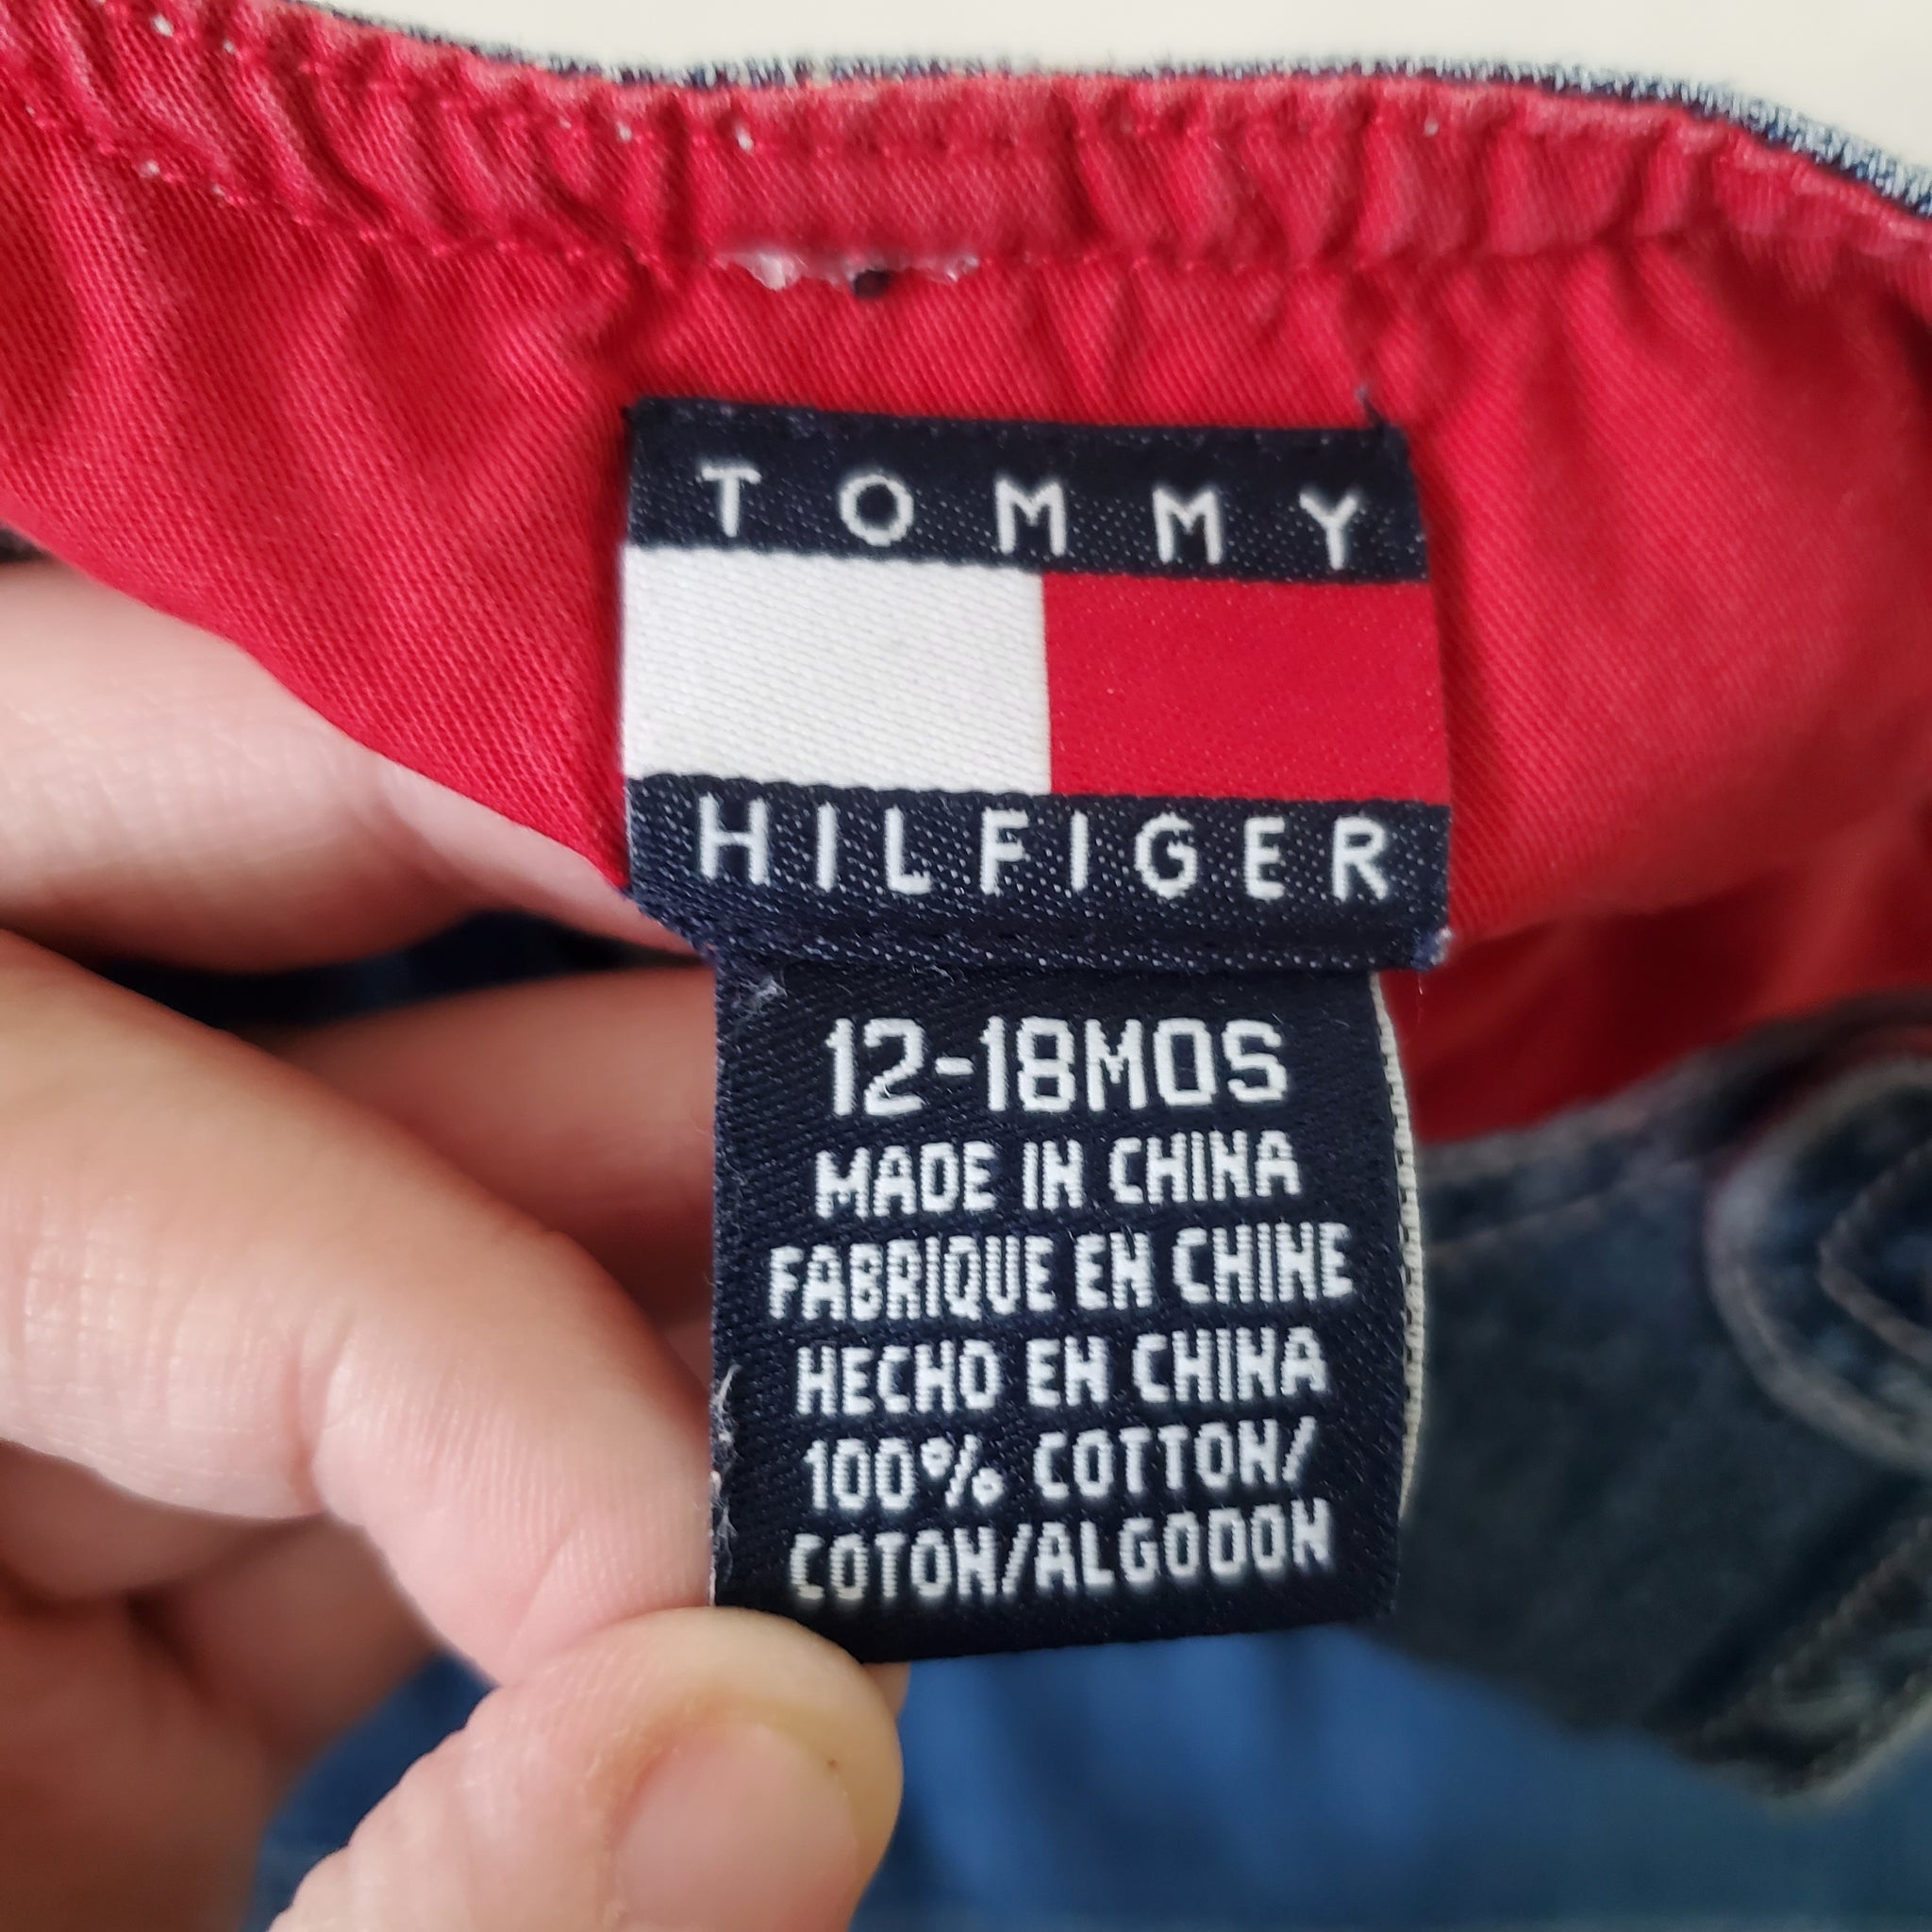 TOMMY
HILFIGER
12-18MOS
MADE IN CHINA
FABRIQUE EN CHINE
HECHO EN CHINA
100% COTTON/
COTON/ALGODON